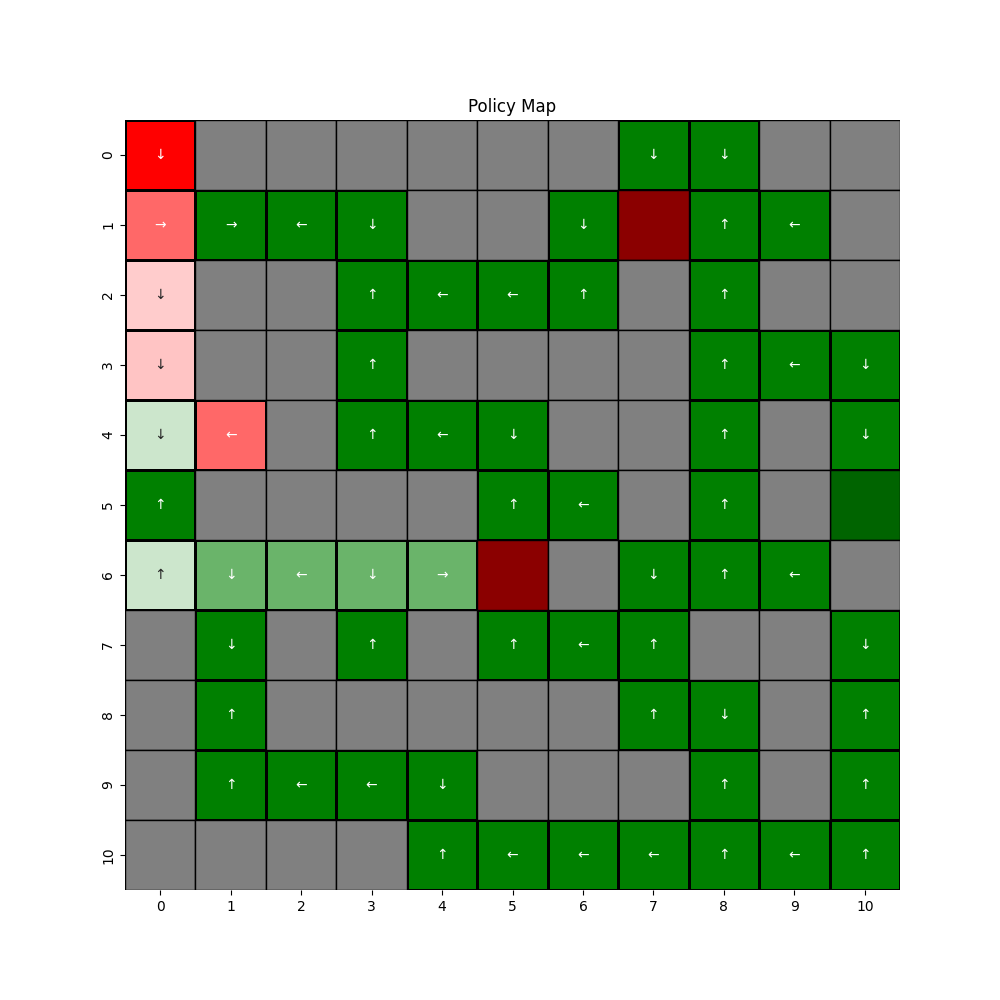 Policy Map
0 ↓ ↓ ↓
1 → → ← ↓ ↓ ↑ ←
2 ↓ ↑ ← ← ↑ ↑
3 ↓ ↑ ↑ ← ↓
4 ↓ ← ↑ ← ↓ ↑ ↓
5 ↑ ↑ ← ↑
6 ↑ ↓ ← ↓ → ↓ ↑ ←
7 ↓ ↑ ↑ ← ↑ ↓
8 ↑ ↑ ↓ ↑
9 ↑ ← ← ↓ ↑ ↑
10 ↑ ← ← ← ↑ ← ↑
0 1 2 3 4 5 6 7 8 9 10